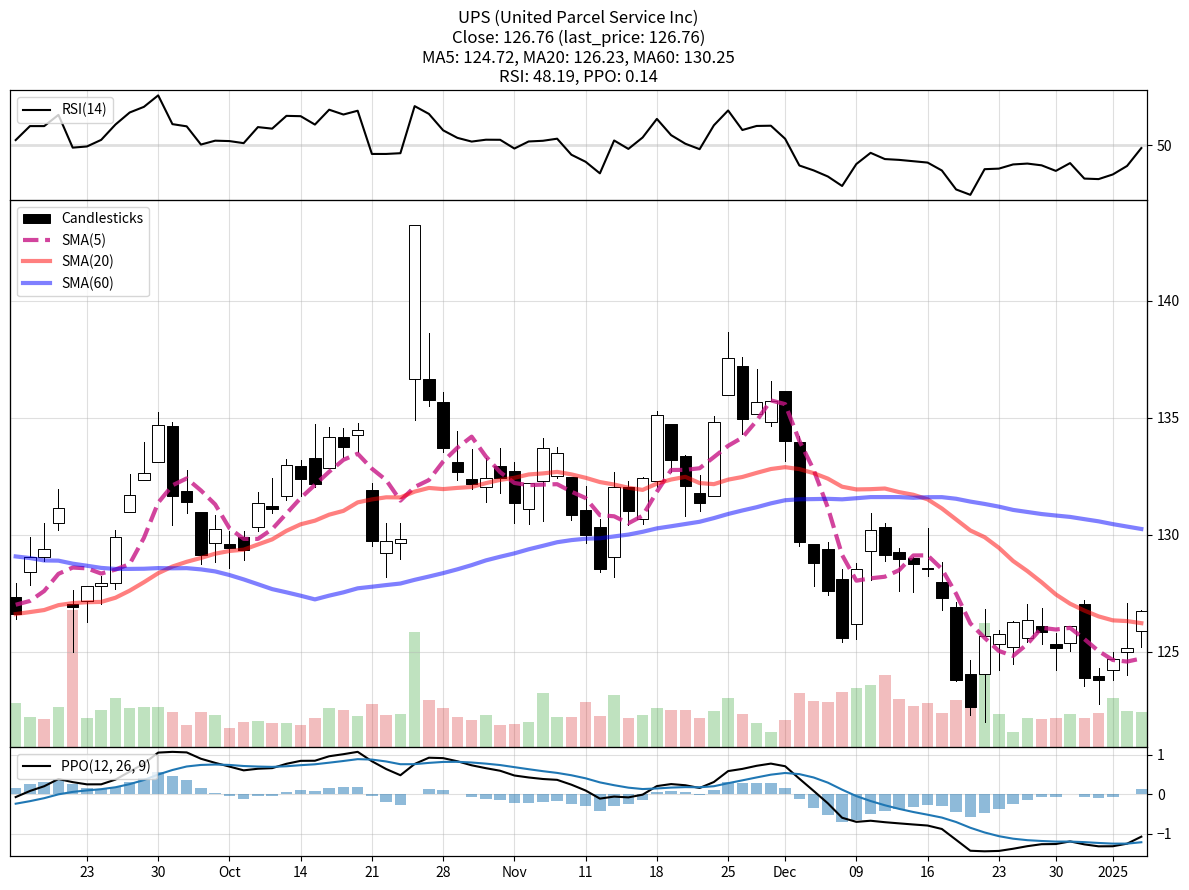 UPS (United Parcel Service Inc)
Close: 126.76 (last_price: 126.76)
MA5: 124.72, MA20: 126.23, MA60: 130.25
RSI: 48.19, PPO: 0.14
RSI(14)
50
Candlesticks
SMA(5)
SMA(20)
SMA(60)
140
135
130
125
PPO(12, 26, 9)
1
0
−1
23 30 Oct 14 21 28 Nov 11 18 25 Dec 09 16 23 30 2025